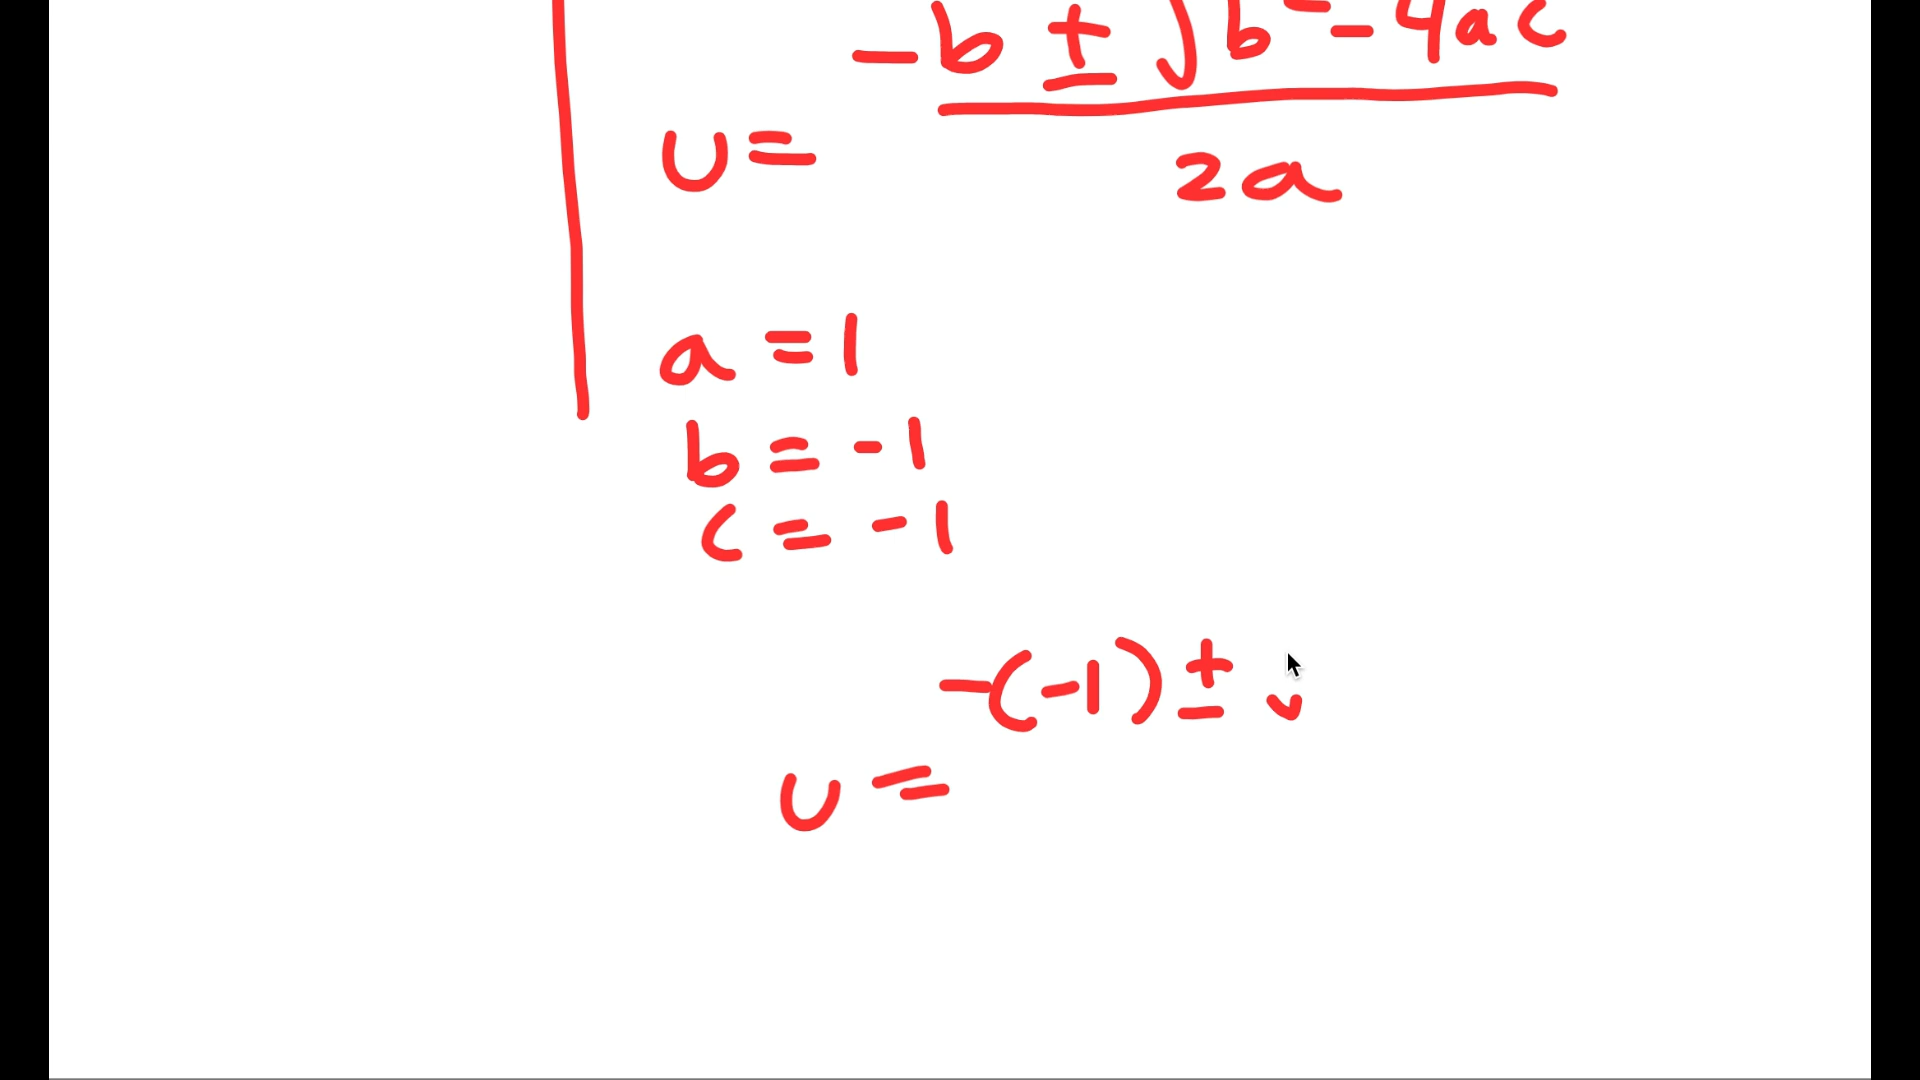 u = -b ± √b² - 4ac
2a
a = 1
b = -1
c = -1
u = -(-1) ±